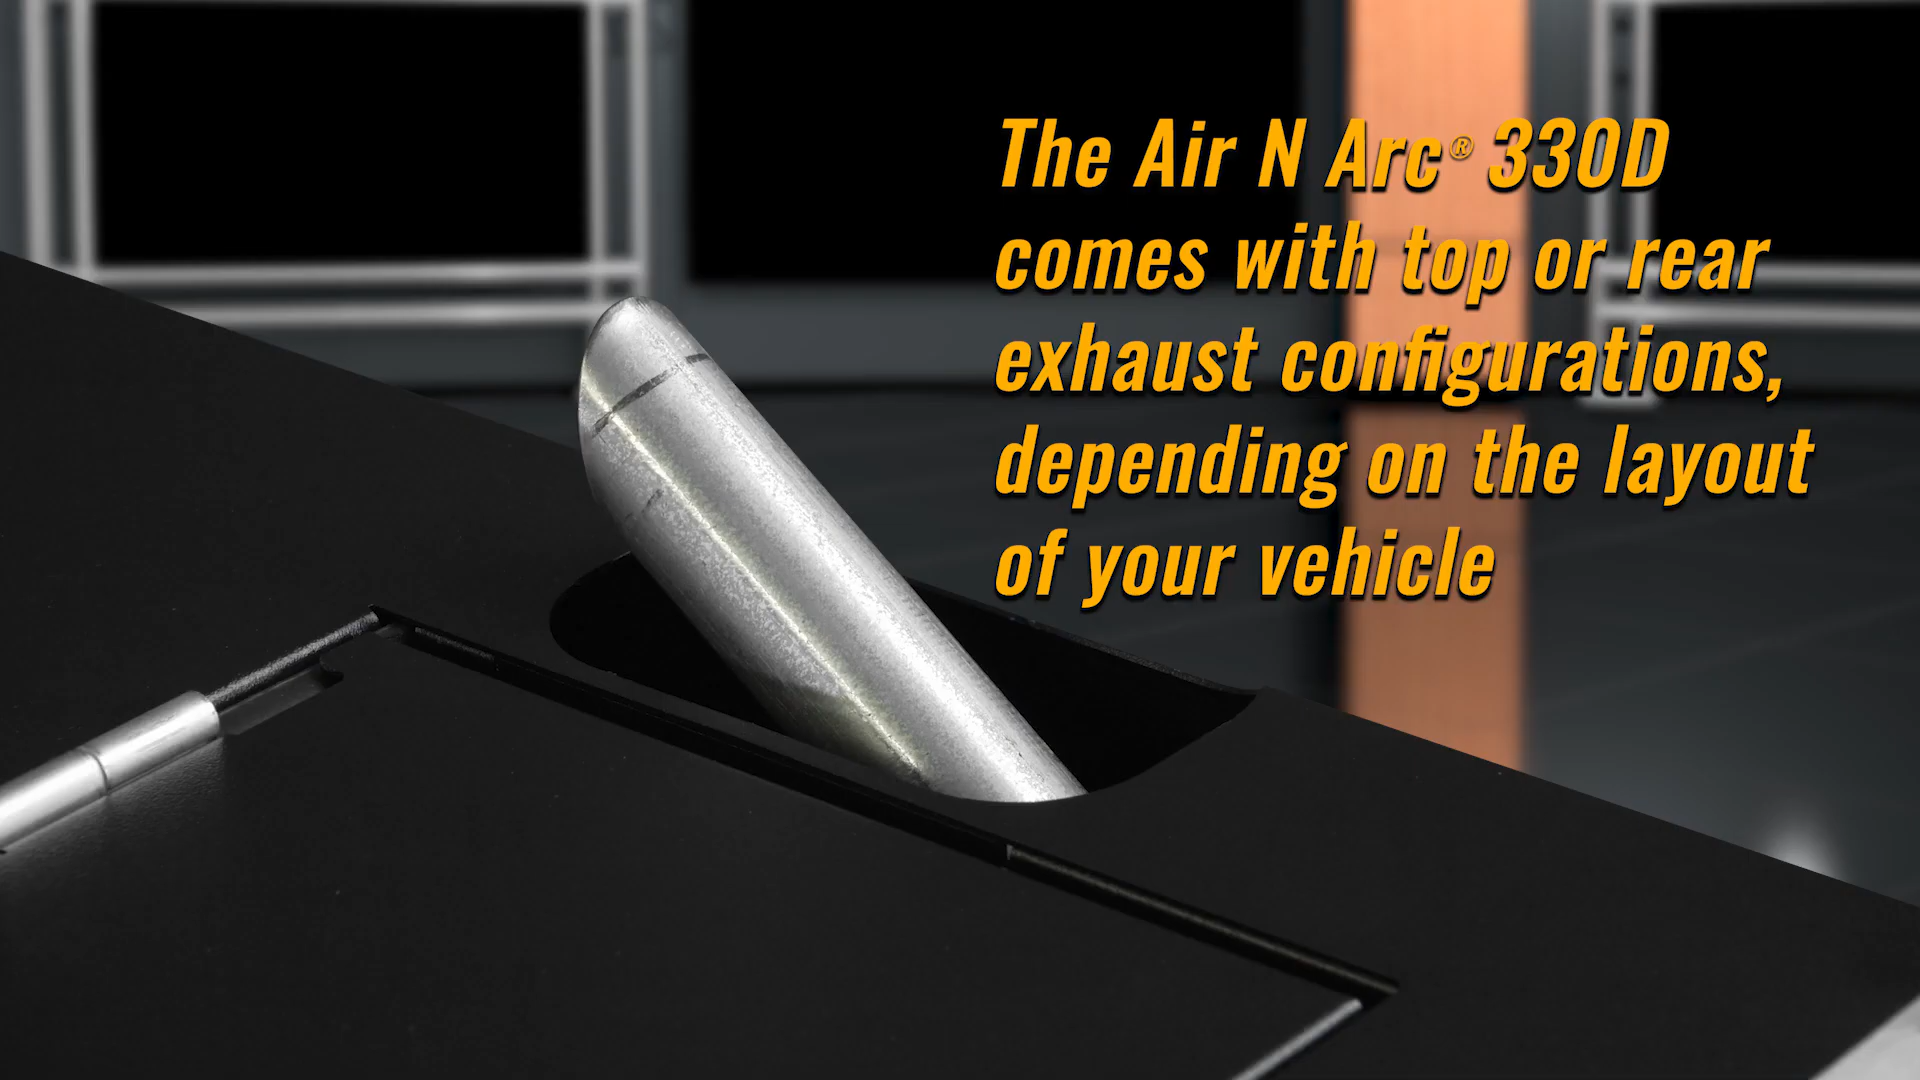 The Air N Arc® 330D
comes with top or rear
exhaust configurations,
depending on the layout
of your vehicle